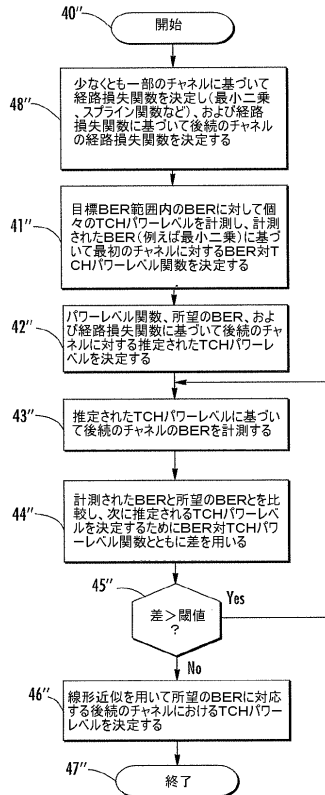 40"
開始
48"
少なくとも一部のチャネルに基づいて
経路損失関数を決定し(最小二乗
、スプライン関数など)、および経路
損失関数に基づいて後続のチャネル
の経路損失関数を決定する
41"
目標BER範囲内のBERに対して個
々のTCHパワーレベルを計測し、計測
されたBER(例えば最小二乗)に基づ
いて最初のチャネルに対するBER対T
CHパワーレベル関数を決定する
42"
パワーレベル関数、所望のBER、お
よび経路損失関数に基づいて後続のチャ
ネルに対する推定されたTCHパワーレ
ベルを決定する
43"
推定されたTCHパワーレベルに基づい
て後続のチャネルのBERを計測する
44"
計測されたBERと所望のBERとを比
較し、次に推定されるTCHパワーレベ
ルを決定するためにBER対TCHパワ
ーレベル関数とともに差を用いる
45"
差>閾値
?
Yes
No
46"
線形近似を用いて所望のBERに対応
する後続のチャネルにおけるTCHパワー
レベルを決定する
47"
終了